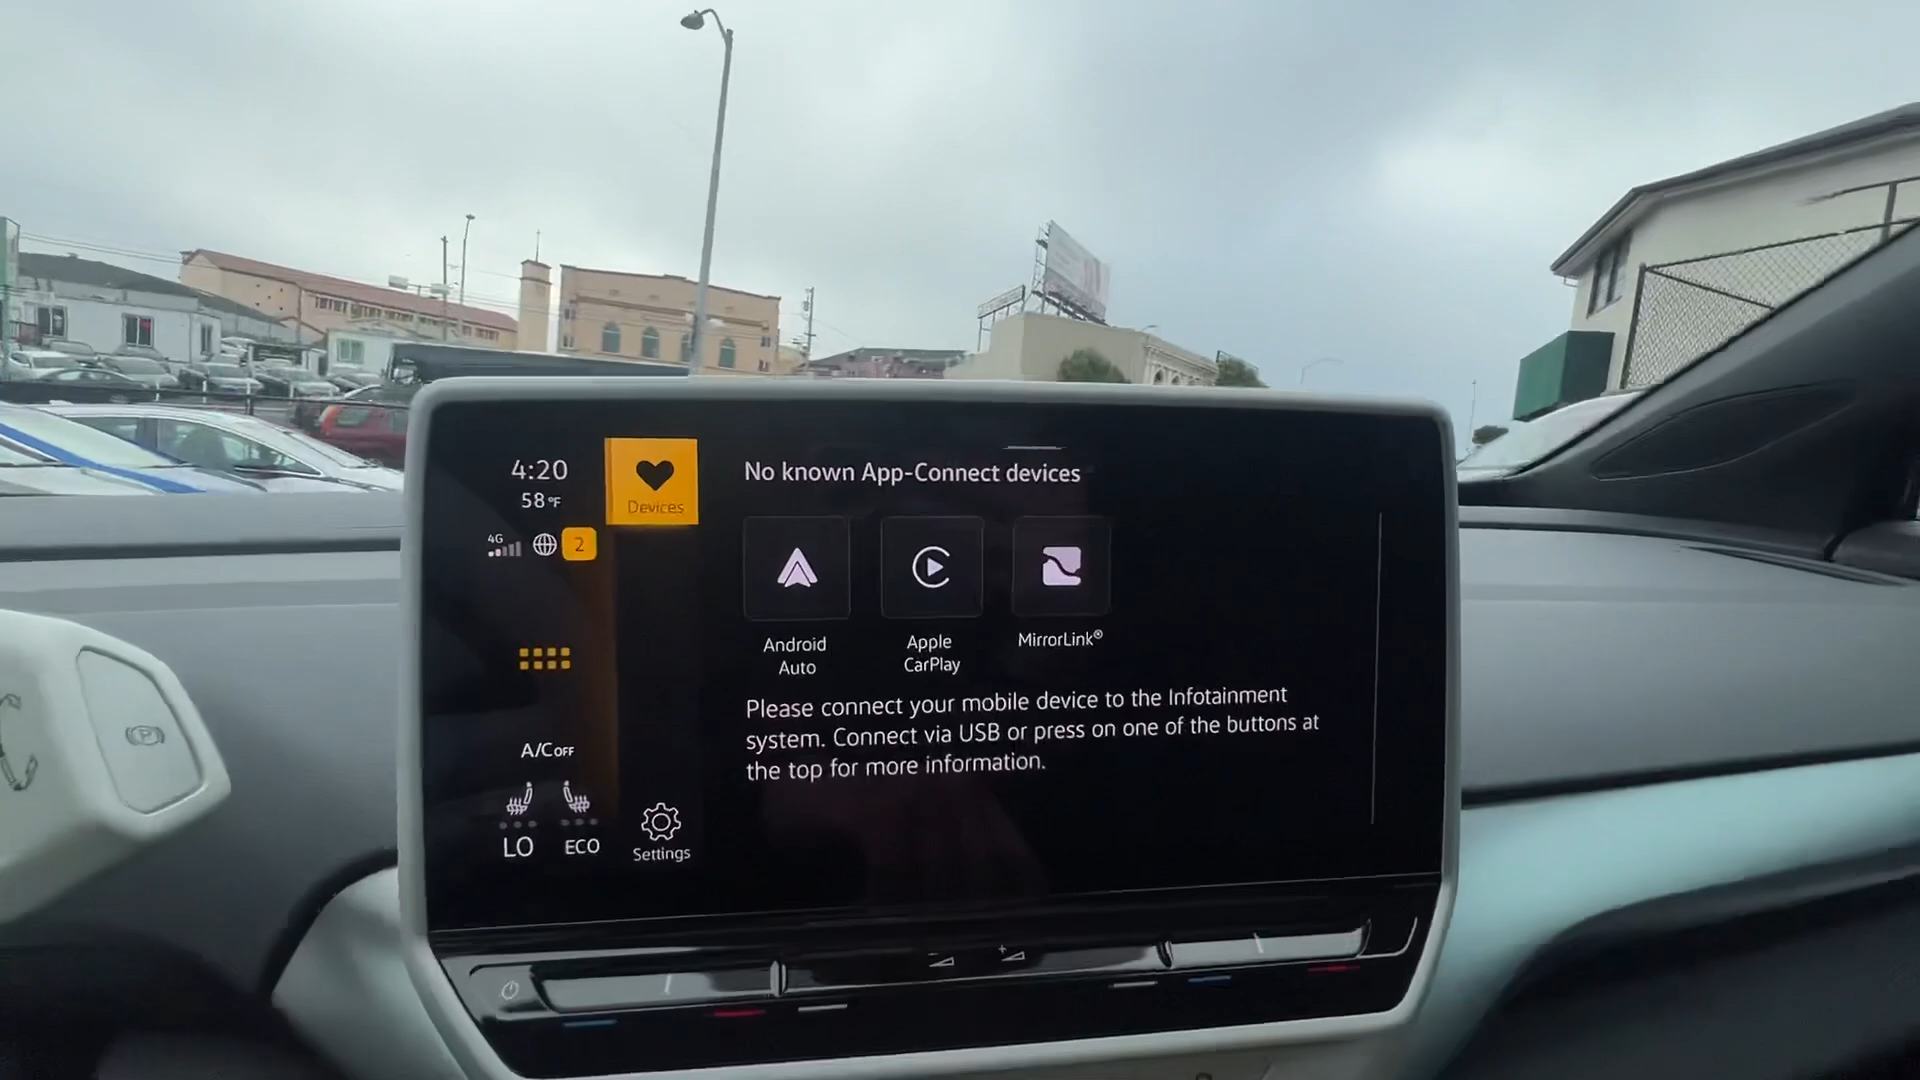 4:20
58°F
4G
2
Devices
No known App-Connect devices
Android
Auto
Apple
CarPlay
MirrorLink®
Please connect your mobile device to the Infotainment
system. Connect via USB or press on one of the buttons at
the top for more information.
A/C OFF
LO
ECO
Settings
P